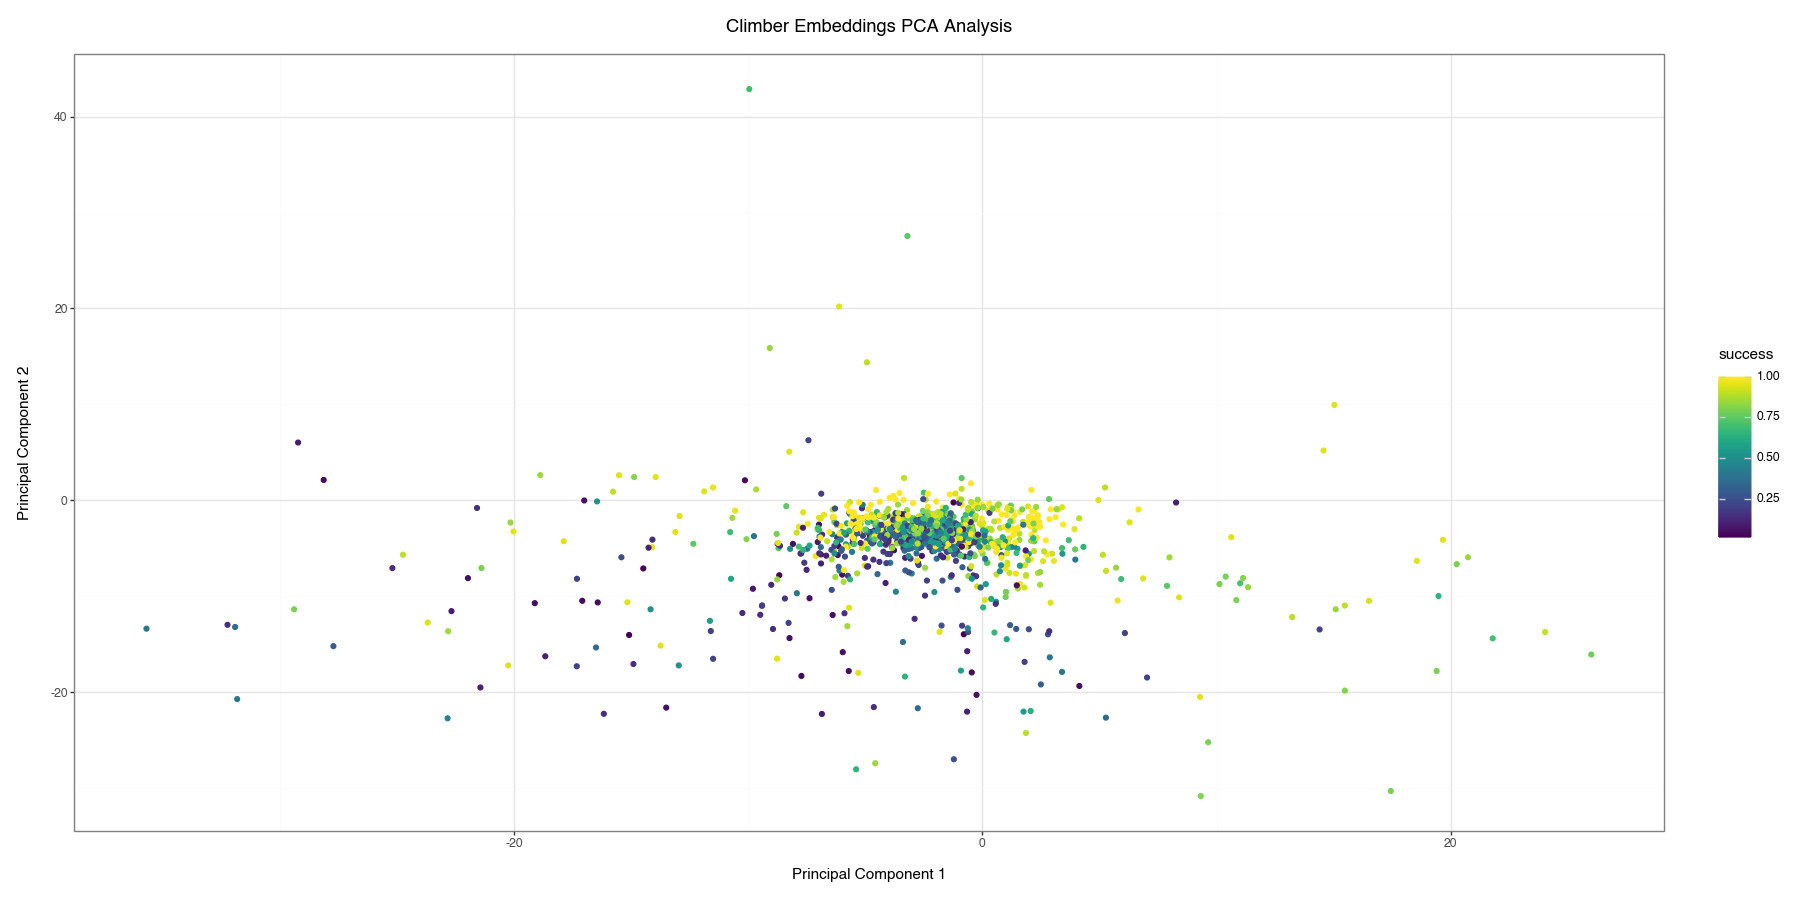 Climber Embeddings PCA Analysis
40
20
0
-20
Principal Component 2
-20
0
20
Principal Component 1
success
1.00
0.75
0.50
0.25